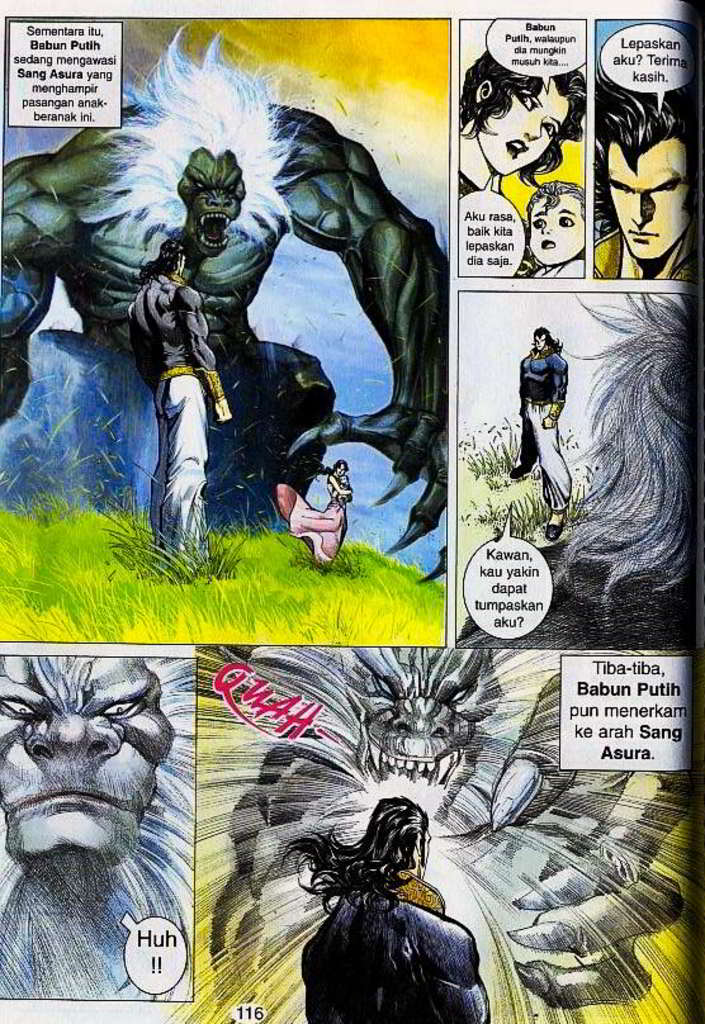 Sementara itu,
Babun Putih
sedang mengawasi
Sang Asura yang
menghampir
pasangan anak-
beranak ini.
Babun
Putih, walaupun
dia mungkin
musuh kita....
Aku rasa,
baik kita
lepaskan
dia saja.
Lepaskan
aku? Terima
kasih.
Kawan,
kau yakin
dapat
tumpaskan
aku?
Huh
!!
QUAH
Tiba-tiba,
Babun Putih
pun menerkam
ke arah Sang
Asura.
116